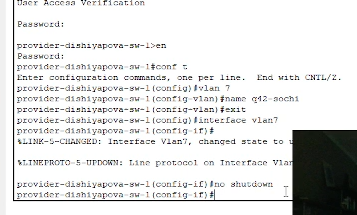 User Access Verification
Password:
provider-dishiyapova-sw-1>en
Password:
provider-dishiyapova-sw-1#conf t
Enter configuration commands, one per line. End with CNTL/Z.
provider-dishiyapova-sw-1(config)#vlan 7
provider-dishiyapova-sw-1(config-vlan)#name q42-sochi
provider-dishiyapova-sw-1(config-vlan)#exit
provider-dishiyapova-sw-1(config)#interface vlan7
provider-dishiyapova-sw-1(config-if)#
%LINK-5-CHANGED: Interface Vlan7, changed state to
%LINEPROTO-5-UPDOWN: Line protocol on Interface Vlan
provider-dishiyapova-sw-1(config-if)#no shutdown
provider-dishiyapova-sw-1(config-if)#